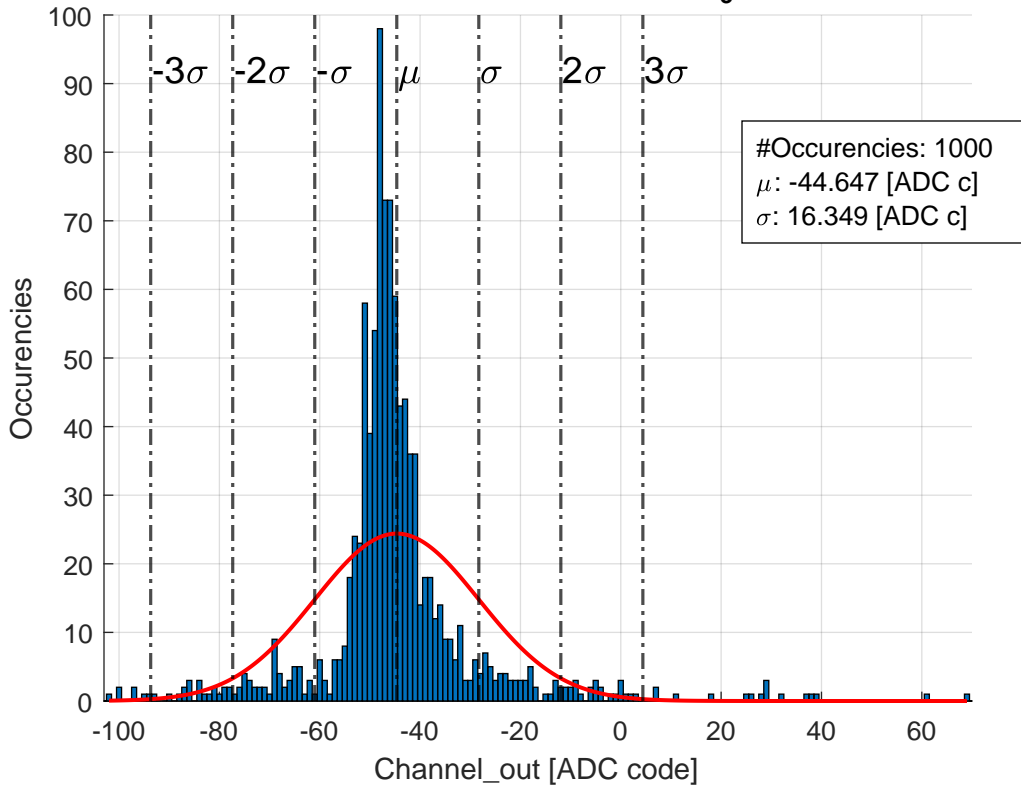 100
90
80
70
60
50
40
30
20
10
0
Occurencies
-3σ
-2σ
-σ
μ
σ
2σ
3σ
#Occurencies: 1000
μ: -44.647 [ADC c]
σ: 16.349 [ADC c]
-100
-80
-60
-40
-20
0
20
40
60
Channel_out [ADC code]